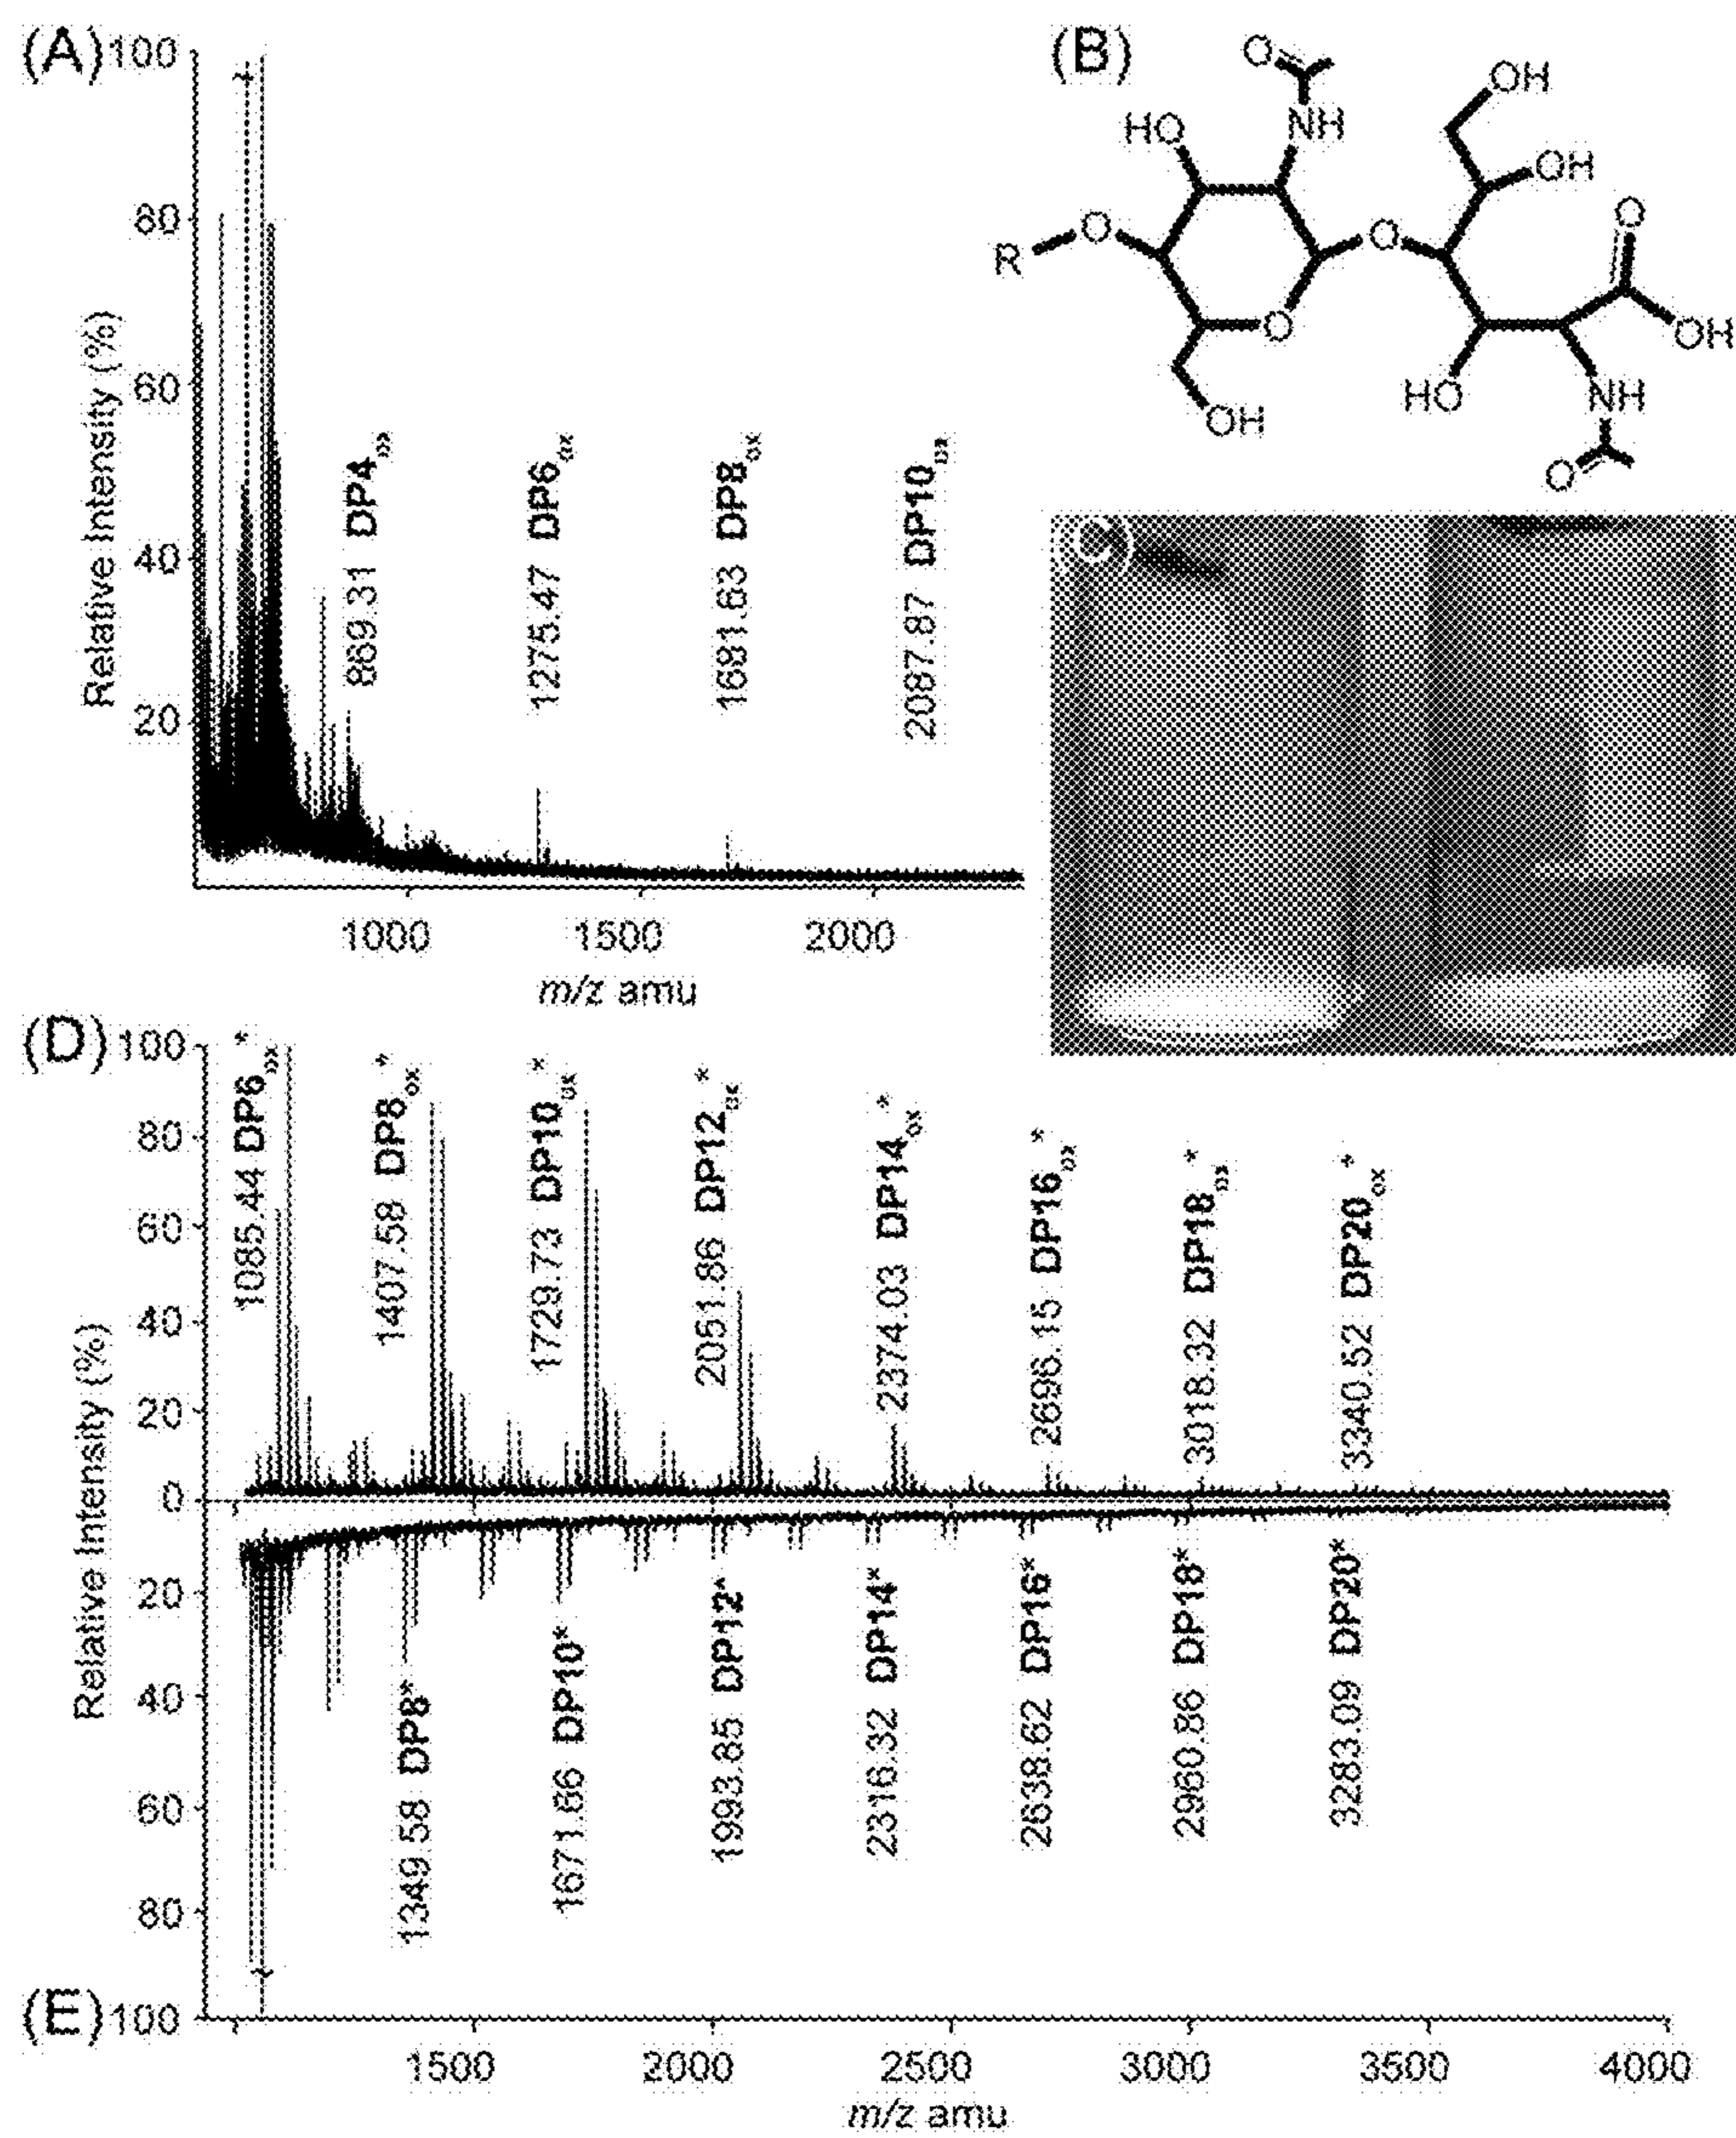 (A)
100
80
60
40
20
Relative Intensity (%)
869.31 DP4ox
1275.47 DP6ox
1681.63 DP8ox
2087.87 DP10ox
1000 1500 2000
m/z amu
(B)
O
NH
HO
OH
OH
R
O
O
O
O
OH
HO
NH
OH
O
C)
(D)
100
80
60
40
20
0
Relative Intensity (%)
1085.44 DP6ox*
1407.58 DP8ox*
1729.73 DP10ox*
2051.86 DP12ox*
2374.03 DP14ox*
2696.15 DP16ox*
3018.32 DP18ox*
3340.52 DP20ox*
20
40
60
80
(E)
100
Relative Intensity (%)
1349.58 DP8*
1671.66 DP10*
1993.85 DP12*
2316.32 DP14*
2638.62 DP16*
2960.86 DP18*
3283.09 DP20*
1500 2000 2500 3000 3500 4000
m/z amu